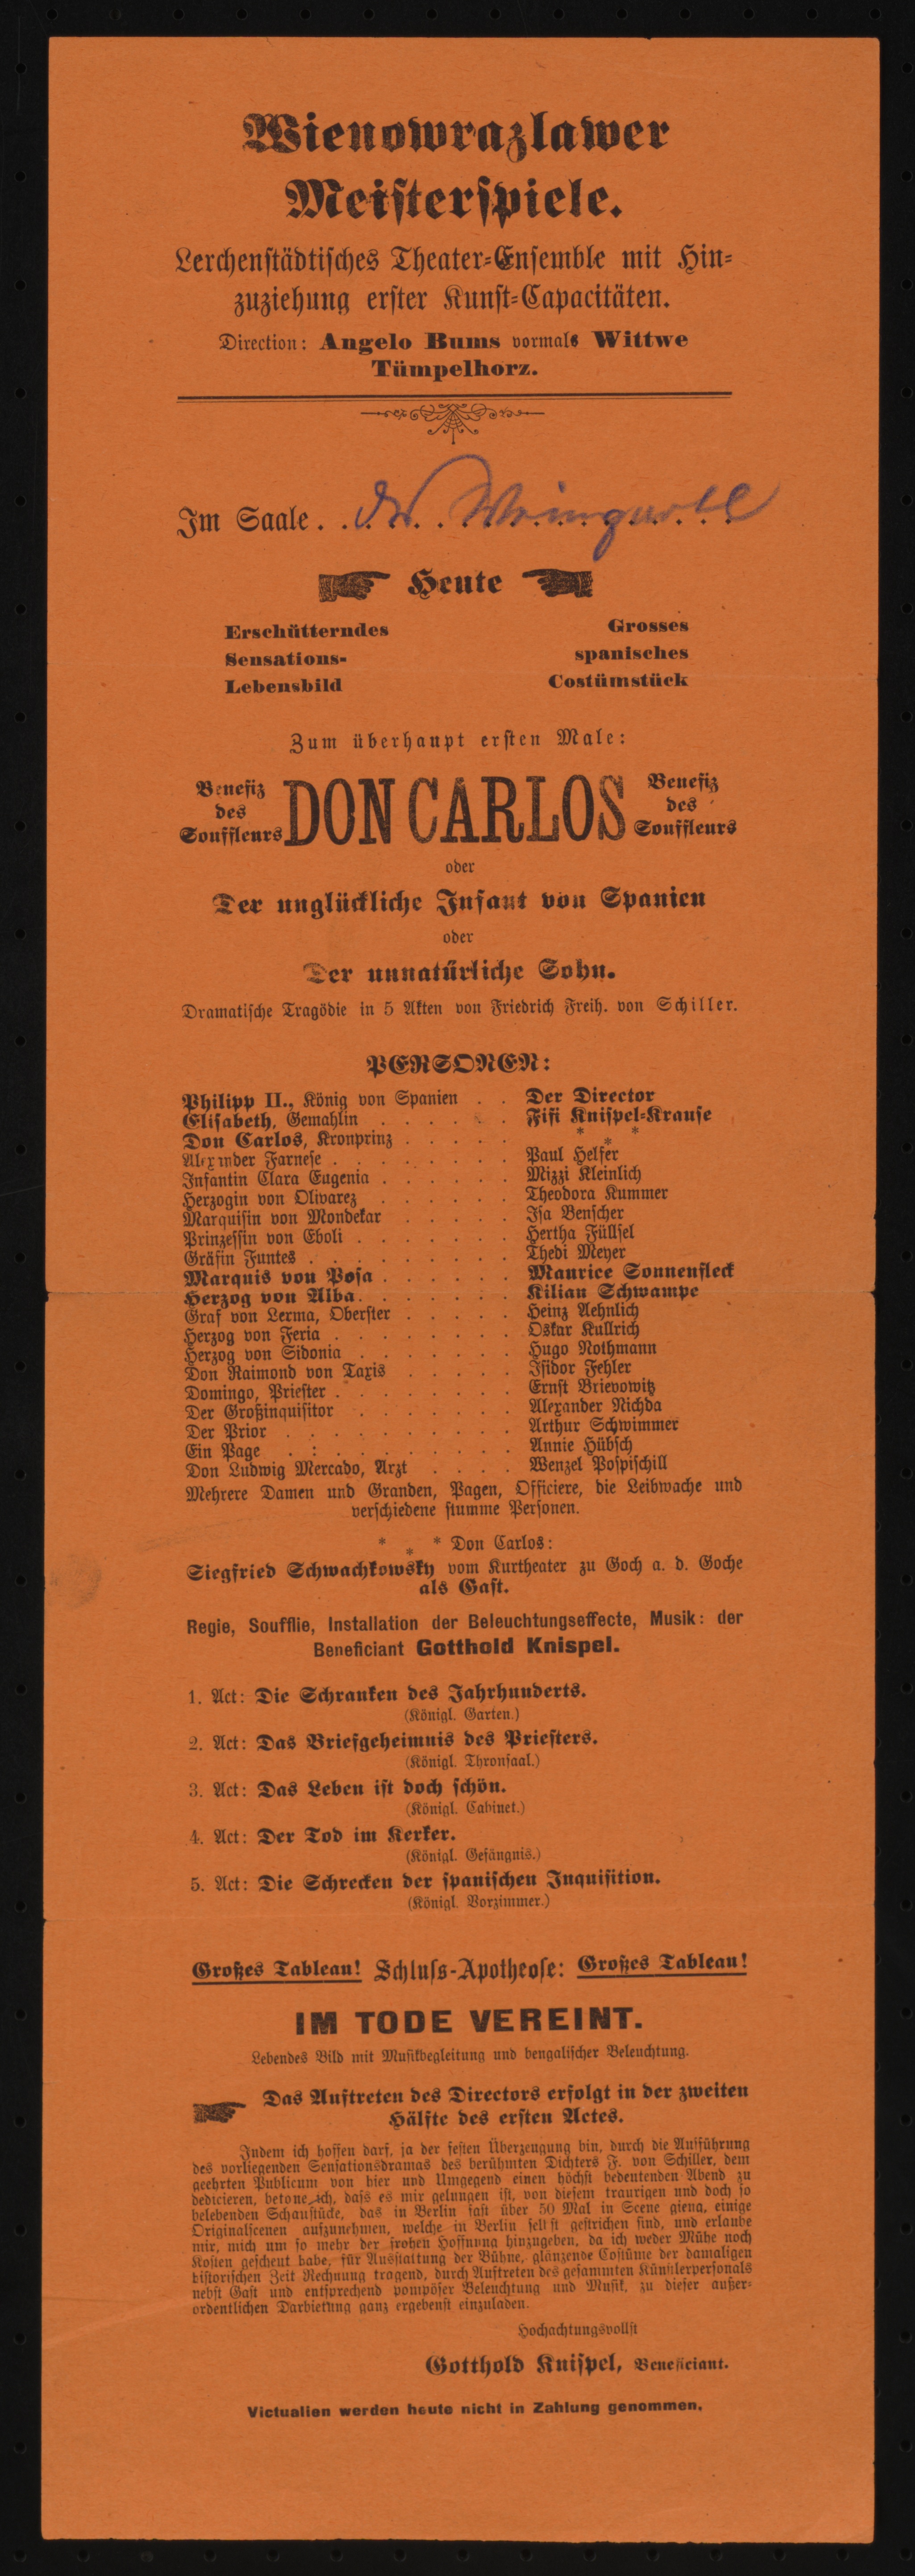 Wienowrazlawer
Meisterspiele.
Lerchenstädtisches Theater-Ensemble mit Hin-
zuziehung erster Kunst-Capacitäten.
Direction: Angelo Bums vormals Wittwe
Tümpelhorz.
Im Saale . . . . . . . . . . . . . .
Heute
Erschütterndes
Sensations-
Lebensbild
Grosses
spanisches
Costümstück
Zum überhaupt ersten Male:
Benefiz
des
Souffleurs
DON CARLOS
Benefiz
des
Souffleurs
oder
Der unglückliche Infant von Spanien
oder
Der unnatürliche Sohn.
Dramatische Tragödie in 5 Akten von Friedrich Freih. von Schiller.
PERSONEN:
Philipp II., König von Spanien . . Der Director
Elisabeth, Gemahlin . . . . . . Fifi Knispel-Krause
Don Carlos, Kronprinz . . . . . * * *
Alexander Farnese . . . . . . . . Paul Helfer
Infantin Clara Eugenia . . . . . . Mizzi Kleinlich
Herzogin von Olivarez . . . . . . Theodora Kummer
Marquisin von Mondekar . . . . . Isa Benscher
Prinzessin von Eboli . . . . . . . Hertha Füllsel
Gräfin Funtes . . . . . . . . . Thedi Meyer
Marquis von Posa . . . . . . Maurice Sonnenfleck
Herzog von Alba . . . . . . . Kilian Schwampe
Graf von Lerma, Oberster . . . . . Heinz Aehnlich
Herzog von Feria . . . . . . . . Oskar Kullrich
Herzog von Sidonia . . . . . . . Hugo Nothmann
Don Raimond von Taxis . . . . . Isidor Fehler
Domingo, Priester . . . . . . . . Ernst Brievowitz
Der Großinquisitor . . . . . . . Alexander Nichda
Der Prior . . . . . . . . . . Arthur Schwimmer
Ein Page . : . . . . . . . . Annie Hübsch
Don Ludwig Mercado, Arzt . . . . Wenzel Pospischill
Mehrere Damen und Granden, Pagen, Officiere, die Leibwache und
verschiedene stumme Personen.
* * * Don Carlos:
Siegfried Schwachkowsky vom Kurtheater zu Goch a. d. Goche
als Gast.
Regie, Soufflie, Installation der Beleuchtungseffecte, Musik: der
Beneficiant Gotthold Knispel.
1. Act: Die Schranken des Jahrhunderts.
(Königl. Garten.)
2. Act: Das Briefgeheimnis des Priesters.
(Königl. Thronsaal.)
3. Act: Das Leben ist doch schön.
(Königl. Cabinet.)
4. Act: Der Tod im Kerker.
(Königl. Gefängnis.)
5. Act: Die Schrecken der spanischen Inquisition.
(Königl. Vorzimmer.)
Großes Tableau! Schluss-Apotheose: Großes Tableau!
IM TODE VEREINT.
Lebendes Bild mit Musikbegleitung und bengalischer Beleuchtung.
Das Auftreten des Directors erfolgt in der zweiten
Hälfte des ersten Actes.
Indem ich hoffen darf, ja der festen Überzeugung bin, durch die Aufführung
des vorliegenden Sensationsdramas des berühmten Dichters F. von Schiller, dem
geehrten Publicum von hier und Umgegend einen höchst bedeutenden Abend zu
dedicieren, betone ich, dass es mir gelungen ist, von diesem traurigen und doch so
belebenden Schaustücke, das in Berlin fast über 50 Mal in Scene gieng, einige
Originalscenen aufzunehmen, welche in Berlin selbst gestrichen sind, und erlaube
mir, mich um so mehr der frohen Hoffnung hinzugeben, da ich weder Mühe noch
Kosten gescheut habe, für Ausstattung der Bühne, glänzende Costüme der damaligen
historischen Zeit Rechnung tragend, durch Auftreten des gesammten Künstlerpersonals
nebst Gast und entsprechend pompöser Beleuchtung und Musik, zu dieser außer-
ordentlichen Darbietung ganz ergebenst einzuladen.
Hochachtungsvollst
Gotthold Knispel, Beneficiant.
Victualien werden heute nicht in Zahlung genommen.